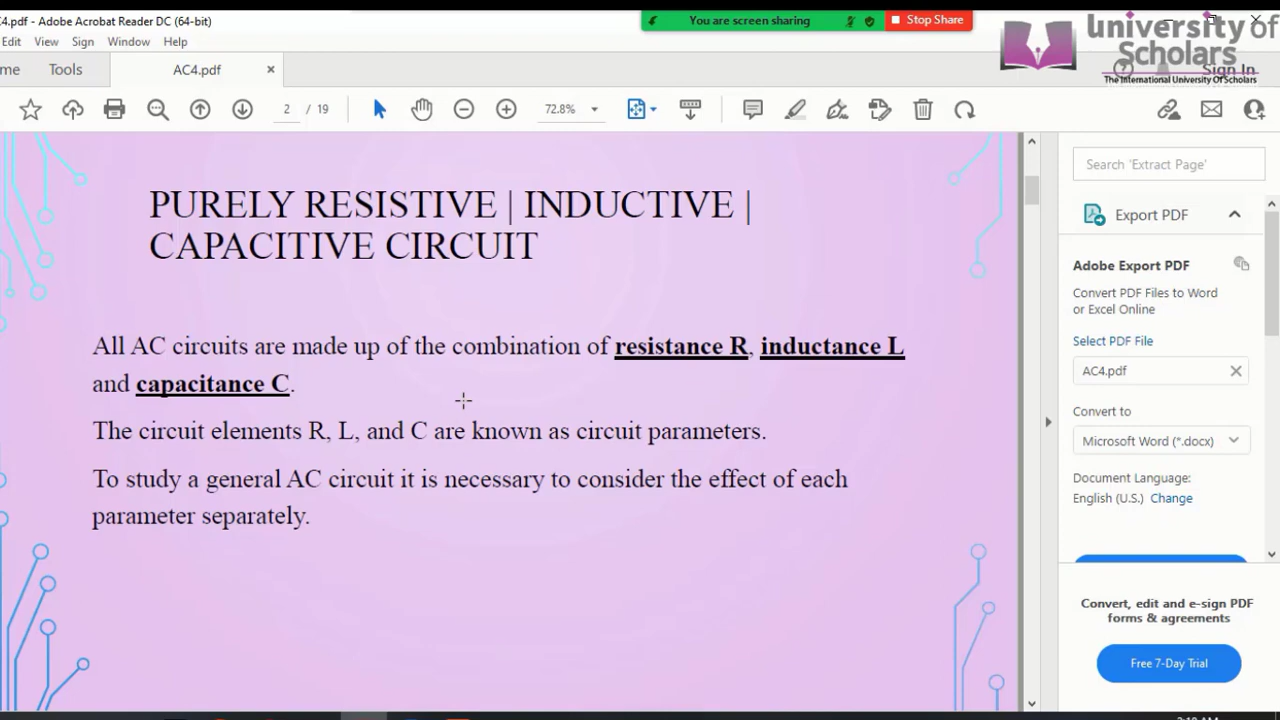 4.pdf - Adobe Acrobat Reader DC (64-bit)
You are screen sharing
Stop Share
university of
Scholars
The International University Of Scholars
Edit View Sign Window Help
me Tools AC4.pdf × Sign In
2 / 19 72.8%
Search 'Extract Page'
PURELY RESISTIVE | INDUCTIVE |
CAPACITIVE CIRCUIT
All AC circuits are made up of the combination of resistance R, inductance L
and capacitance C.
The circuit elements R, L, and C are known as circuit parameters.
To study a general AC circuit it is necessary to consider the effect of each
parameter separately.
Export PDF
Adobe Export PDF
Convert PDF Files to Word
or Excel Online
Select PDF File
AC4.pdf
Convert to
Microsoft Word (*.docx)
Document Language:
English (U.S.) Change
Convert, edit and e-sign PDF
forms & agreements
Free 7-Day Trial